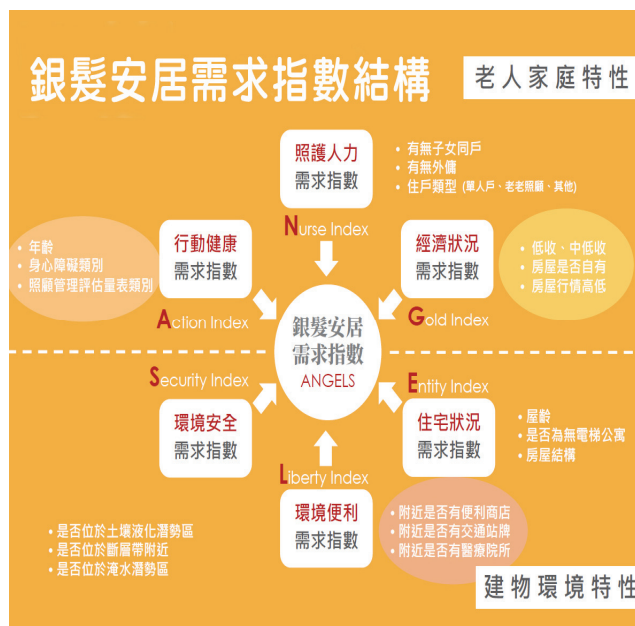 銀髮安居需求指數結構
老人家庭特性
照護人力
需求指數
• 有無子女同戶
• 有無外傭
• 住戶類型 (單人戶、老老照顧、其他)
Nurse Index
• 年齡
• 身心障礙類別
• 照顧管理評估量表類別
行動健康
需求指數
Action Index
經濟狀況
需求指數
Gold Index
• 低收、中低收
• 房屋是否自有
• 房屋行情高低
銀髮安居
需求指數
ANGELS
Security Index
環境安全
需求指數
Entity Index
住宅狀況
需求指數
• 屋齡
• 是否為無電梯公寓
• 房屋結構
Liberty Index
環境便利
需求指數
• 附近是否有便利商店
• 附近是否有交通站牌
• 附近是否有醫療院所
• 是否位於土壤液化潛勢區
• 是否位於斷層帶附近
• 是否位於淹水潛勢區
建物環境特性